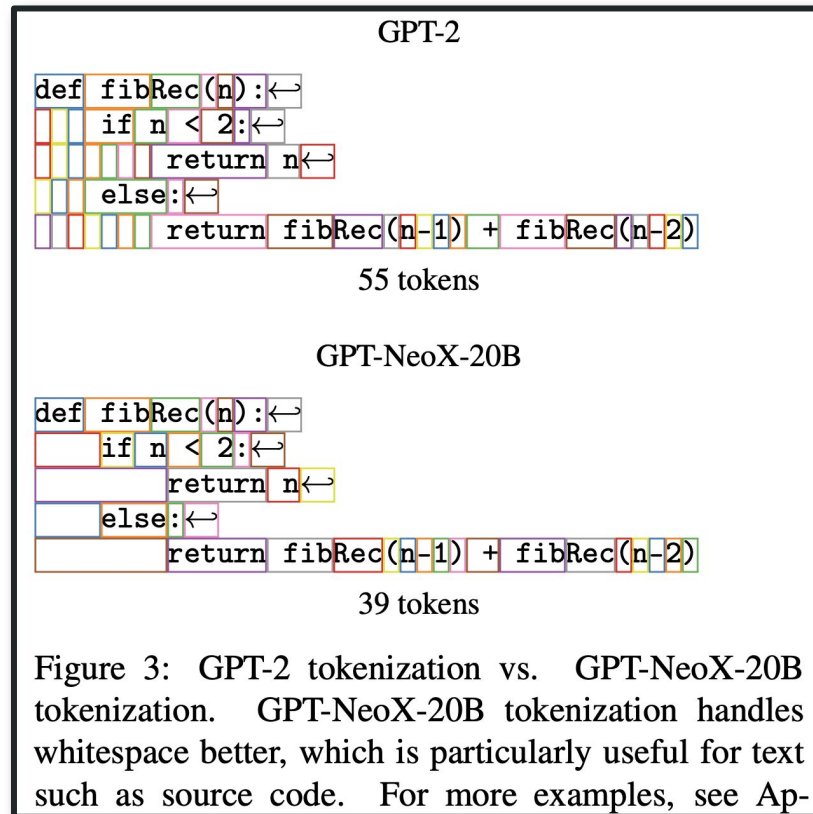 GPT-2
def fibRec(n):↩
    if n < 2:↩
        return n↩
    else:↩
        return fibRec(n-1) + fibRec(n-2)
55 tokens
GPT-NeoX-20B
def fibRec(n):↩
    if n < 2:↩
        return n↩
    else:↩
        return fibRec(n-1) + fibRec(n-2)
39 tokens
Figure 3: GPT-2 tokenization vs. GPT-NeoX-20B
tokenization. GPT-NeoX-20B tokenization handles
whitespace better, which is particularly useful for text
such as source code. For more examples, see Ap-